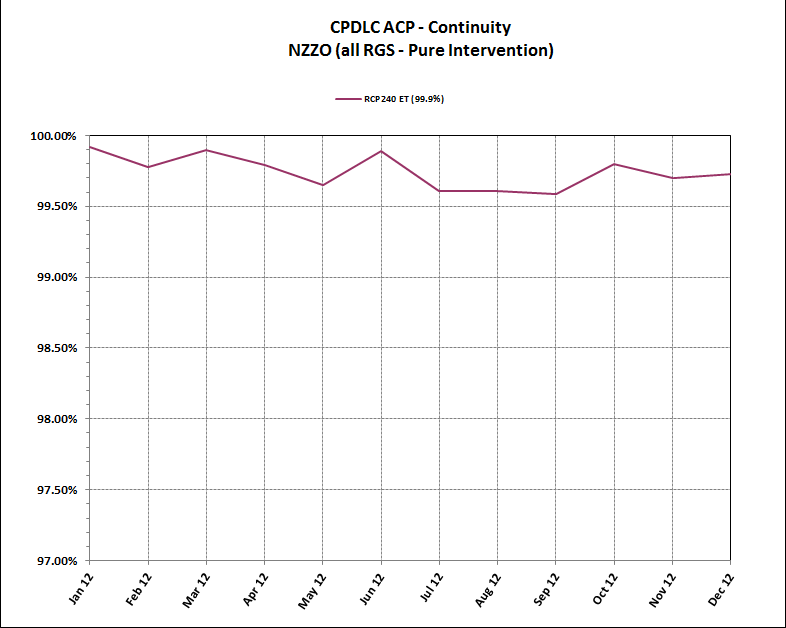 CPDLC ACP - Continuity
NZZO (all RGS - Pure Intervention)
RCP240 ET (99.9%)
100.00%
99.50%
99.00%
98.50%
98.00%
97.50%
97.00%
Jan 12
Feb 12
Mar 12
Apr 12
May 12
Jun 12
Jul 12
Aug 12
Sep 12
Oct 12
Nov 12
Dec 12